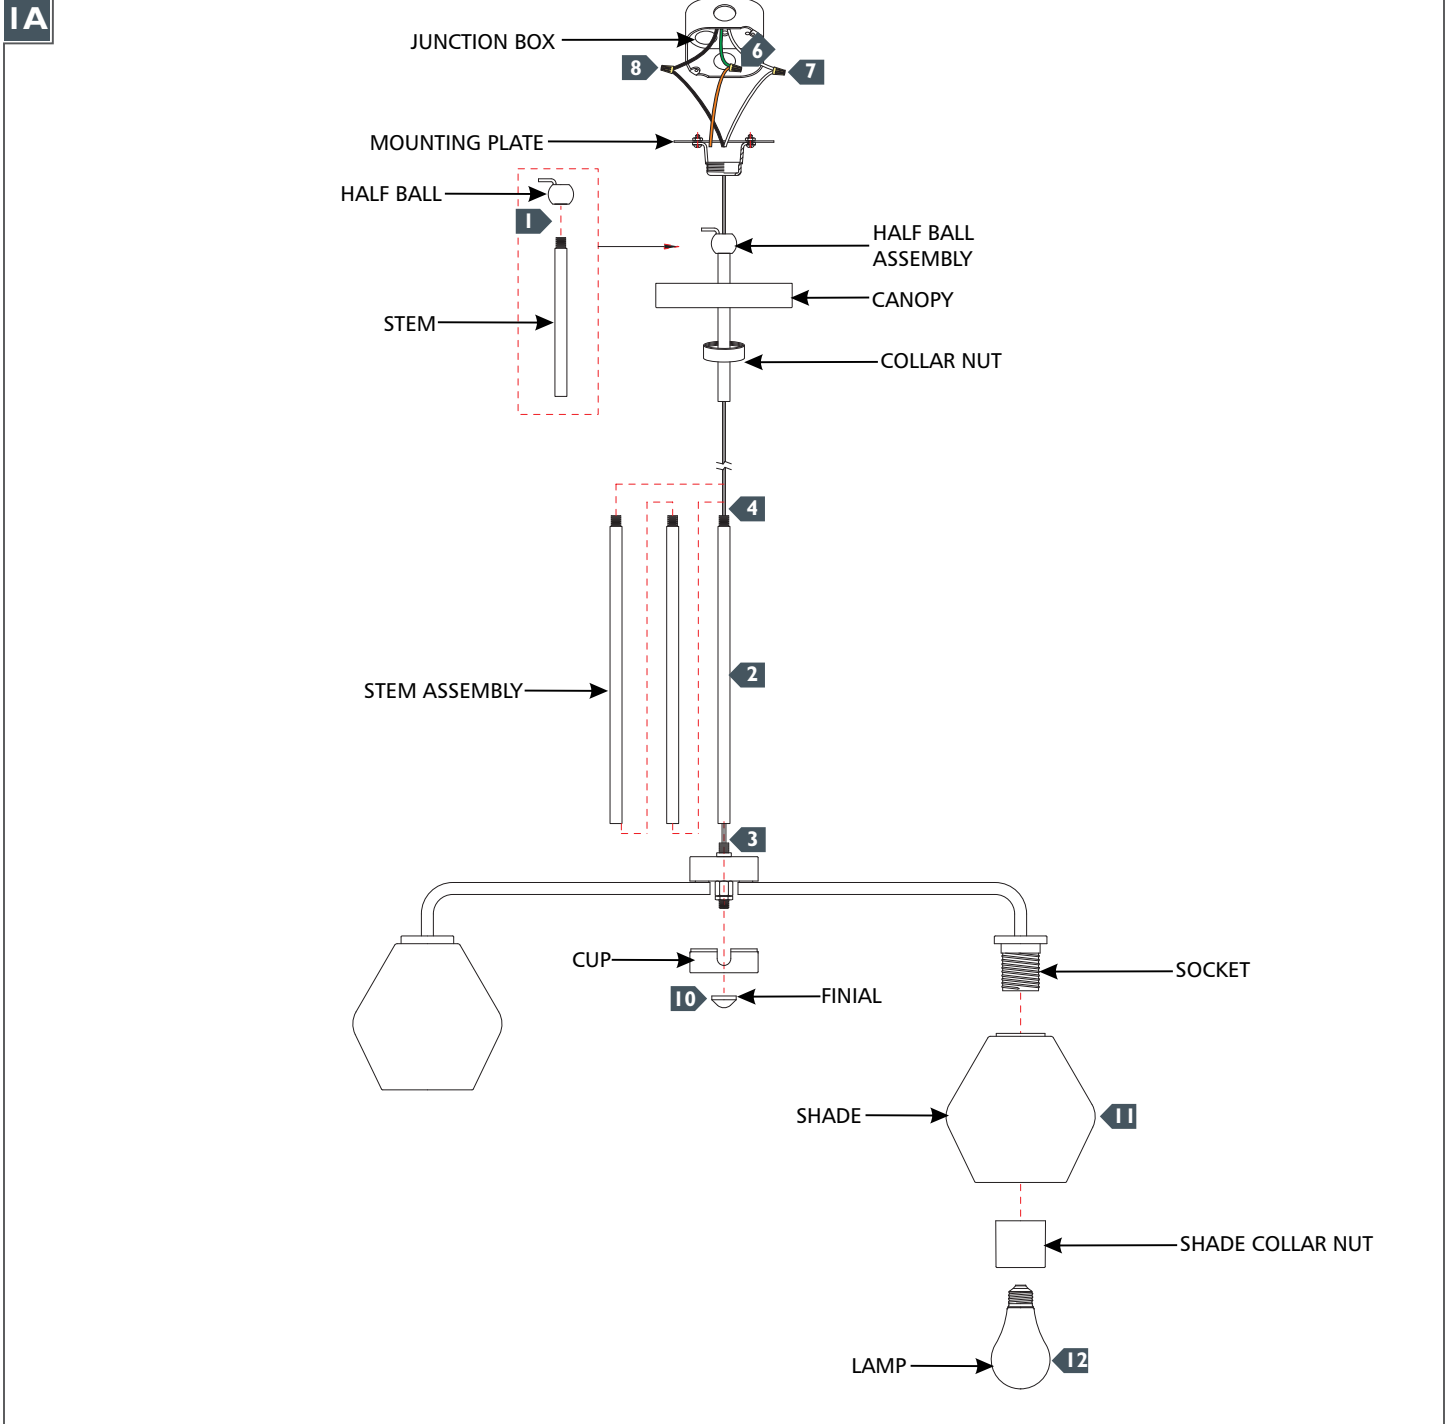 1A
JUNCTION BOX
6
8
7
MOUNTING PLATE
HALF BALL
1
HALF BALL
ASSEMBLY
CANOPY
STEM
COLLAR NUT
4
2
STEM ASSEMBLY
3
CUP
SOCKET
10
FINIAL
SHADE
11
SHADE COLLAR NUT
LAMP
12